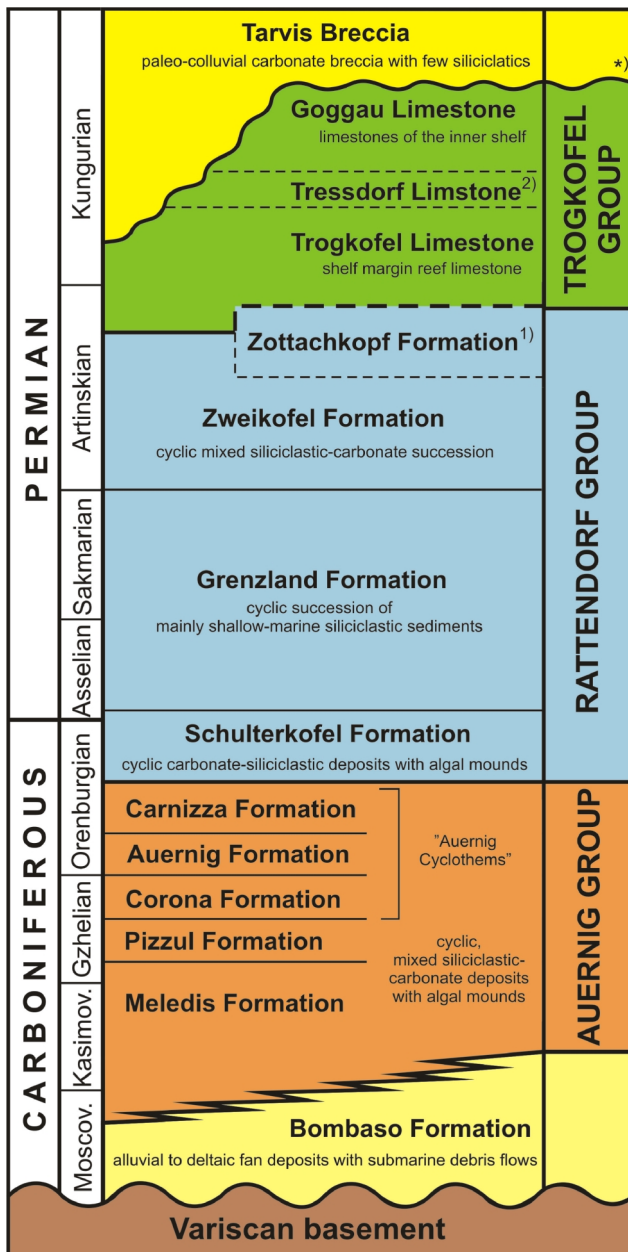 Tarvis Breccia
paleo-colluvial carbonate breccia with few siliciclatics
*)
Goggau Limestone
limestones of the inner shelf
Tressdorf Limstone2)
Trogkofel Limestone
shelf margin reef limestone
TROGKOFEL
GROUP
Zottachkopf Formation1)
Zweikofel Formation
cyclic mixed siliciclastic-carbonate succession
Grenzland Formation
cyclic succession of
mainly shallow-marine siliciclastic sediments
Schulterkofel Formation
cyclic carbonate-siliciclastic deposits with algal mounds
RATTENDORF GROUP
Carnizza Formation
Auernig Formation
Corona Formation
"Auernig
Cyclothems"
Pizzul Formation
Meledis Formation
cyclic,
mixed siliciclastic-
carbonate deposits
with algal mounds
AUERNIG GROUP
Bombaso Formation
alluvial to deltaic fan deposits with submarine debris flows
Variscan basement
PERMIAN
Kungurian
Artinskian
Sakmarian
Asselian
CARBONIFEROUS
Orenburgian
Gzhelian
Kasimov.
Moscov.